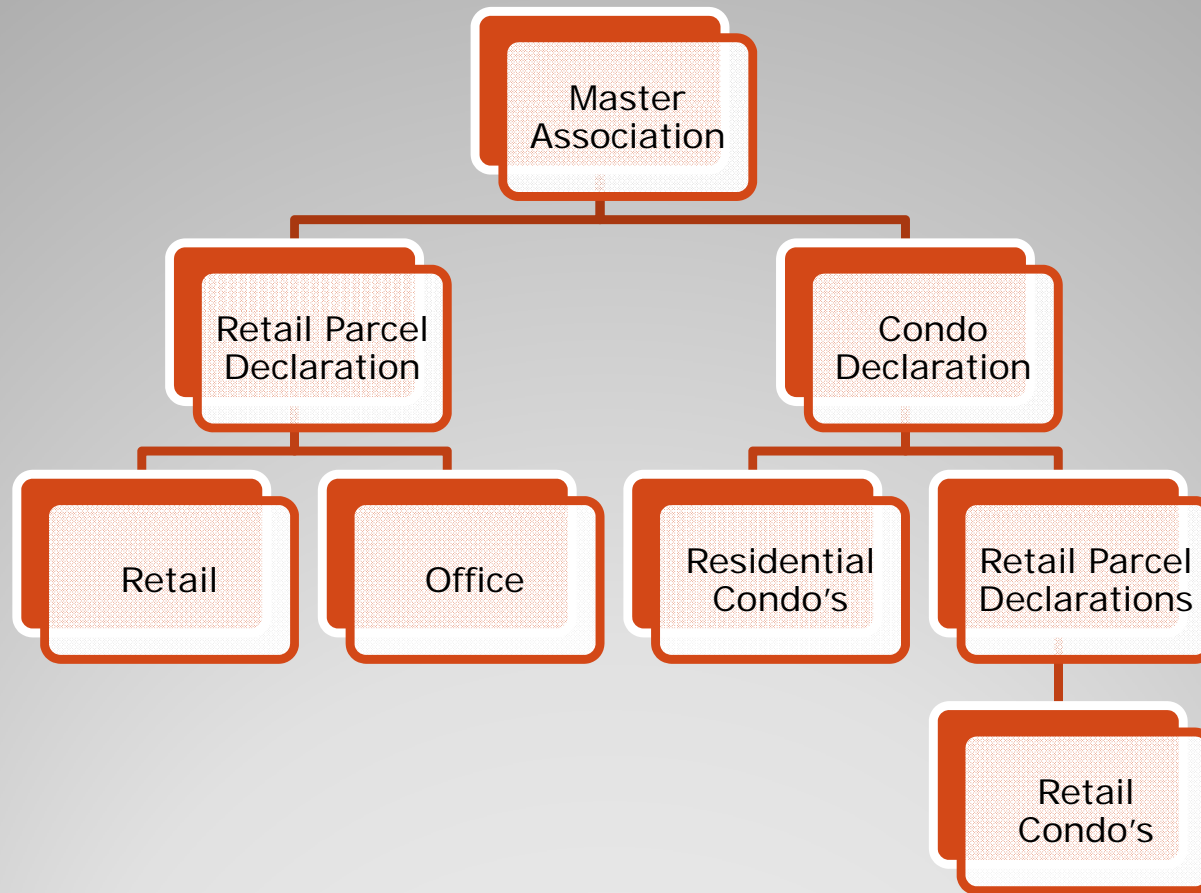 Master
Association
Retail Parcel
Declaration
Condo
Declaration
Retail
Office
Residential
Condo’s
Retail Parcel
Declarations
Retail
Condo’s